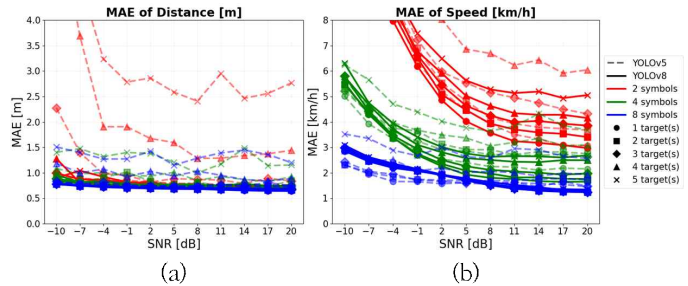 MAE of Distance [m]
MAE [m]
4.0
3.5
3.0
2.5
2.0
1.5
1.0
0.5
0.0
−10 −7 −4 −1 2 5 8 11 14 17 20
SNR [dB]
(a)
MAE of Speed [km/h]
MAE [km/h]
8
7
6
5
4
3
2
1
0
−10 −7 −4 −1 2 5 8 11 14 17 20
SNR [dB]
(b)
YOLOv5
YOLOv8
2 symbols
4 symbols
8 symbols
1 target(s)
2 target(s)
3 target(s)
4 target(s)
5 target(s)